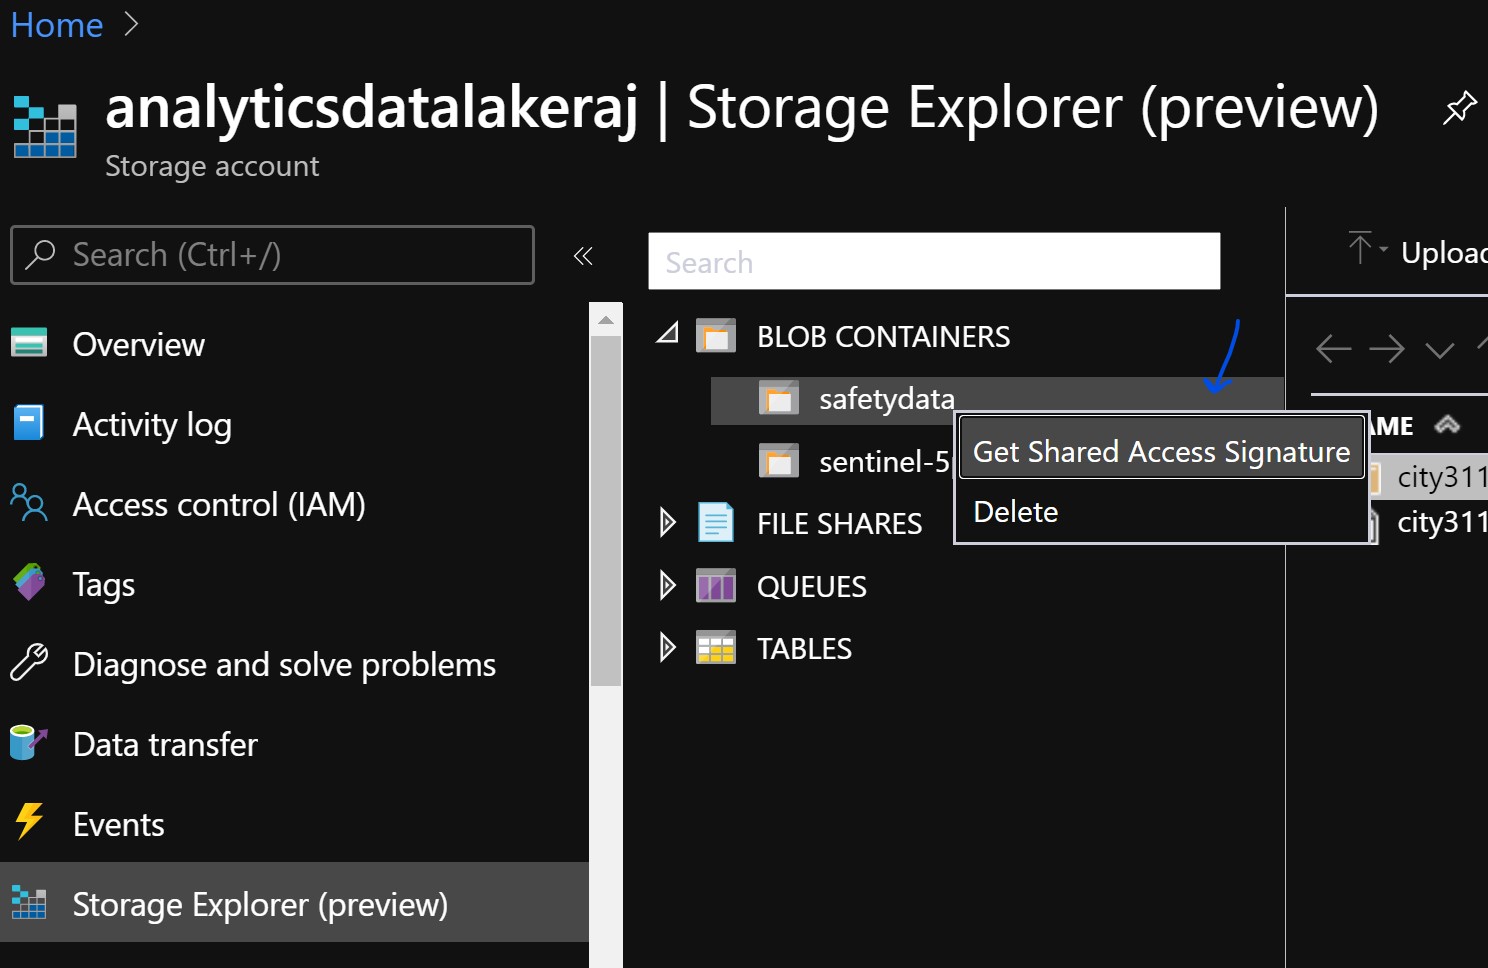 Home
analyticsdatalakeraj | Storage Explorer (preview)
Storage account
Search (Ctrl+/)
«
Overview
Activity log
Access control (IAM)
Tags
Diagnose and solve problems
Data transfer
Events
Storage Explorer (preview)
Search
BLOB CONTAINERS
safetydata
sentinel-5
FILE SHARES
QUEUES
TABLES
Get Shared Access Signature
Delete
Upload
AME
city311
city311